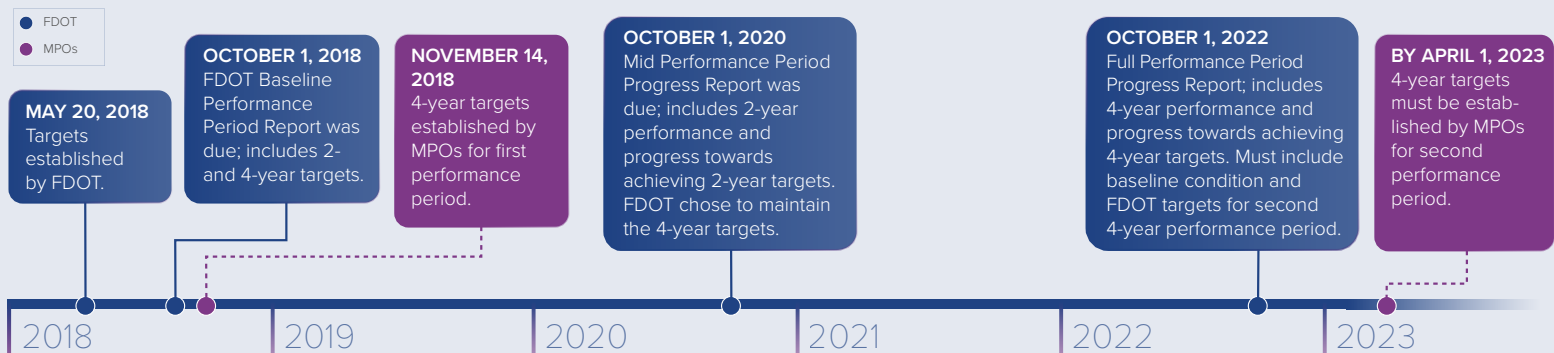 FDOT
MPOs
MAY 20, 2018
Targets
established
by FDOT.
OCTOBER 1, 2018
FDOT Baseline
Performance
Period Report was
due; includes 2-
and 4-year targets.
NOVEMBER 14,
2018
4-year targets
established by
MPOs for first
performance
period.
OCTOBER 1, 2020
Mid Performance Period
Progress Report was
due; includes 2-year
performance and
progress towards
achieving 2-year targets.
FDOT chose to maintain
the 4-year targets.
OCTOBER 1, 2022
Full Performance Period
Progress Report; includes
4-year performance and
progress towards achieving
4-year targets. Must include
baseline condition and
FDOT targets for second
4-year performance period.
BY APRIL 1, 2023
4-year targets
must be estab-
lished by MPOs
for second
performance
period.
2018
2019
2020
2021
2022
2023